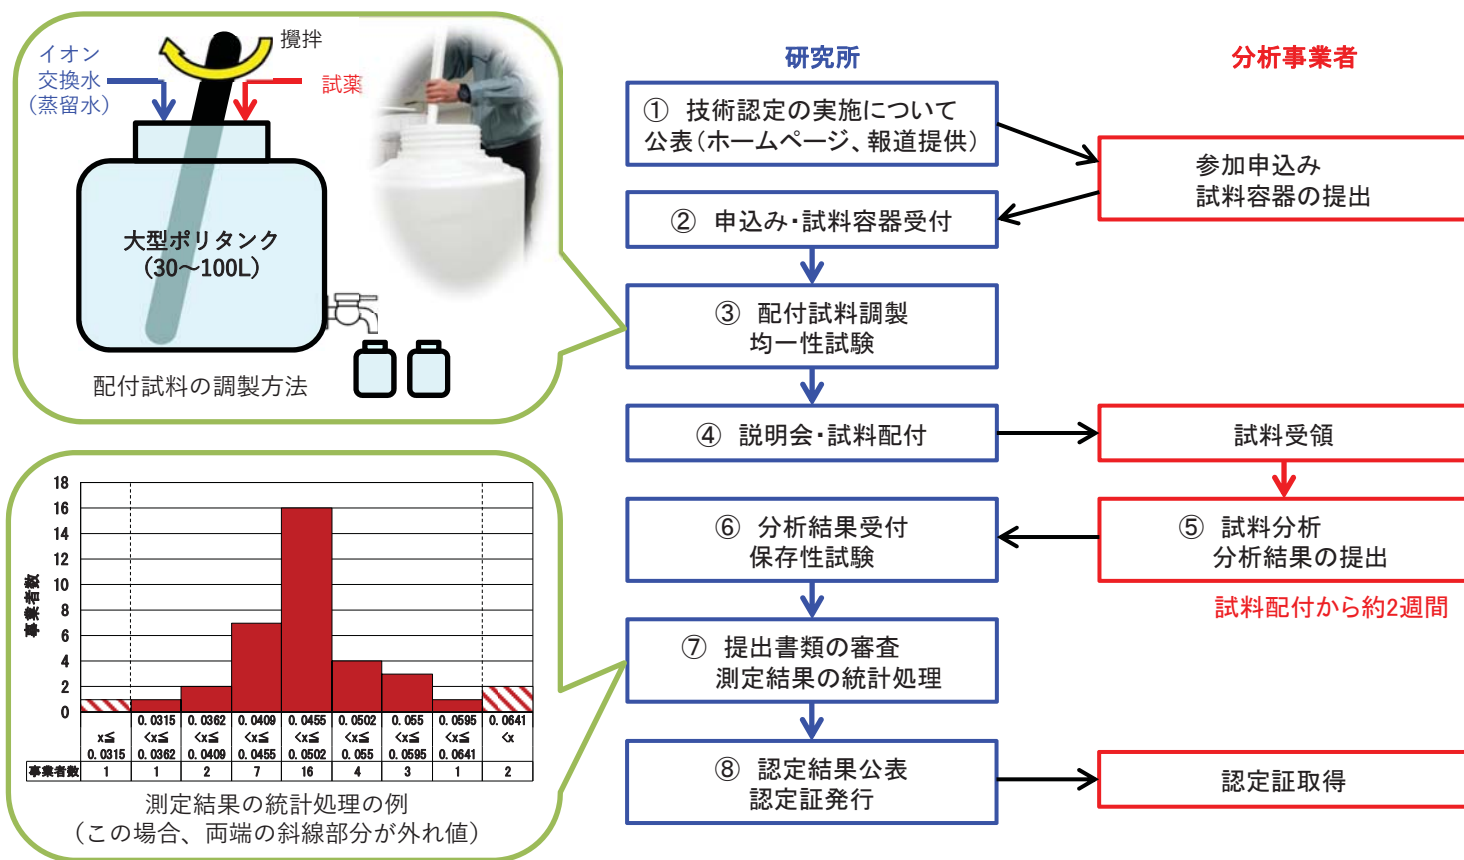 イオン
交換水
(蒸留水)
攪拌
試薬
大型ポリタンク
(30〜100L)
配付試料の調製方法
研究所
分析事業者
① 技術認定の実施について
公表(ホームページ、報道提供)
参加申込み
試料容器の提出
② 申込み・試料容器受付
③ 配付試料調製
均一性試験
④ 説明会・試料配付
試料受領
⑤ 試料分析
分析結果の提出
試料配付から約2週間
⑥ 分析結果受付
保存性試験
⑦ 提出書類の審査
測定結果の統計処理
⑧ 認定結果公表
認定証発行
認定証取得
事業者数
18
16
14
12
10
8
6
4
2
0
0.0315 0.0362 0.0409 0.0455 0.0502 0.055 0.0595 0.0641
x≦ <x≦ <x≦ <x≦ <x≦ <x≦ <x≦ <x≦ <x
0.0315 0.0362 0.0409 0.0455 0.0502 0.055 0.0595 0.0641
事業者数 1 1 2 7 16 4 3 1 2
測定結果の統計処理の例
(この場合、両端の斜線部分が外れ値)